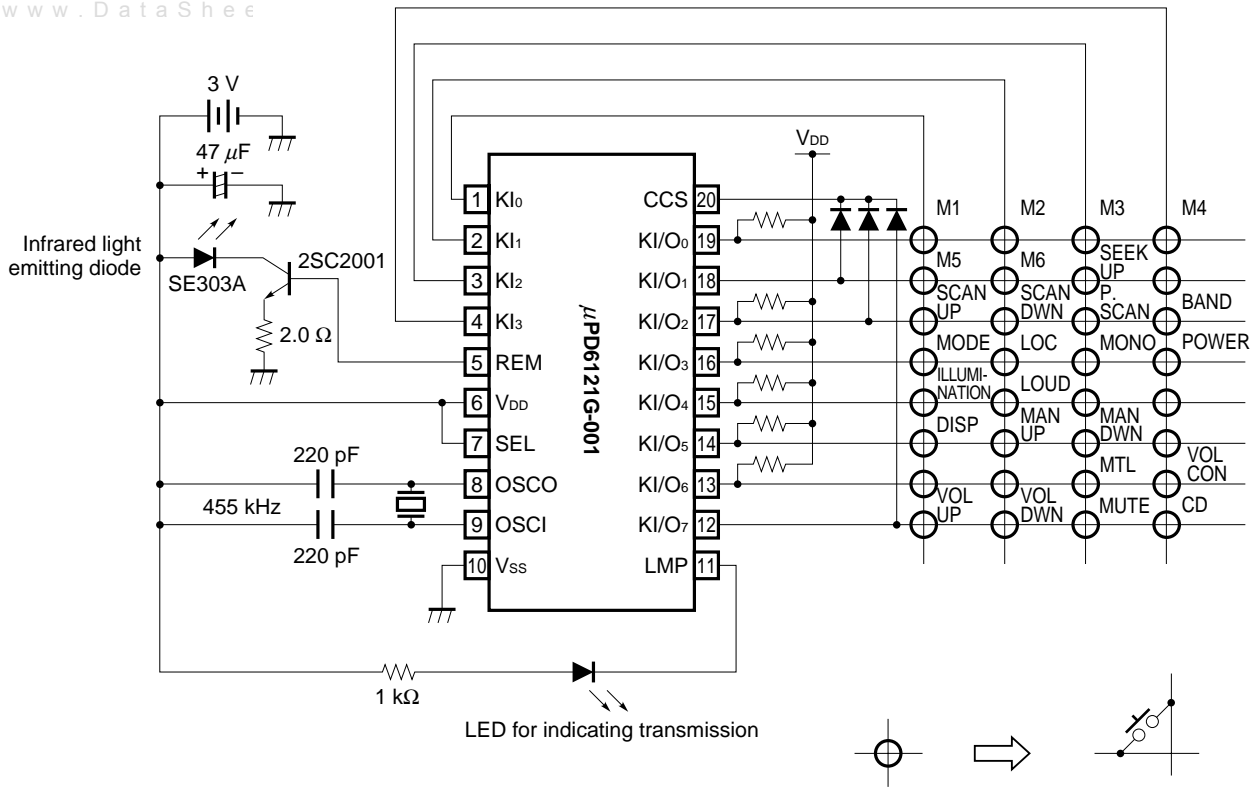 www.DataShee
3 V
47 μF
+ −
Infrared light
emitting diode
SE303A
2SC2001
2.0 Ω
220 pF
455 kHz
220 pF
1 kΩ
LED for indicating transmission
μPD6121G-001
1 KI0
2 KI1
3 KI2
4 KI3
5 REM
6 VDD
7 SEL
8 OSCO
9 OSCI
10 VSS
CCS 20
KI/O0 19
KI/O1 18
KI/O2 17
KI/O3 16
KI/O4 15
KI/O5 14
KI/O6 13
KI/O7 12
LMP 11
VDD
M1 M2 M3 M4
M5 M6 SEEK
UP
SCAN
UP
SCAN
DWN
P.
SCAN
BAND
MODE LOC MONO POWER
ILLUMI-
NATION
LOUD
DISP
MAN
UP
MAN
DWN
MTL
VOL
CON
VOL
UP
VOL
DWN
MUTE CD